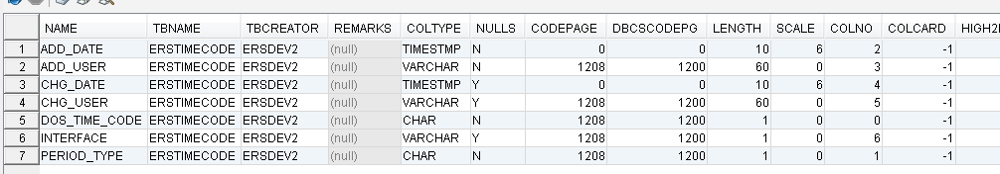 NAME TBNAME TBCREATOR REMARKS COLTYPE NULLS CODEPAGE DBCSCODEPG LENGTH SCALE COLNO COLCARD
1 ADD_DATE ERSTIMECODE ERSDEV2 (null) TIMESTMP N 0 0 10 6 2 -1
2 ADD_USER ERSTIMECODE ERSDEV2 (null) VARCHAR N 1208 1200 60 0 3 -1
3 CHG_DATE ERSTIMECODE ERSDEV2 (null) TIMESTMP Y 0 0 10 6 4 -1
4 CHG_USER ERSTIMECODE ERSDEV2 (null) VARCHAR Y 1208 1200 60 0 5 -1
5 DOS_TIME_CODE ERSTIMECODE ERSDEV2 (null) CHAR N 1208 1200 1 0 0 -1
6 INTERFACE ERSTIMECODE ERSDEV2 (null) VARCHAR Y 1208 1200 1 0 6 -1
7 PERIOD_TYPE ERSTIMECODE ERSDEV2 (null) CHAR N 1208 1200 1 0 1 -1